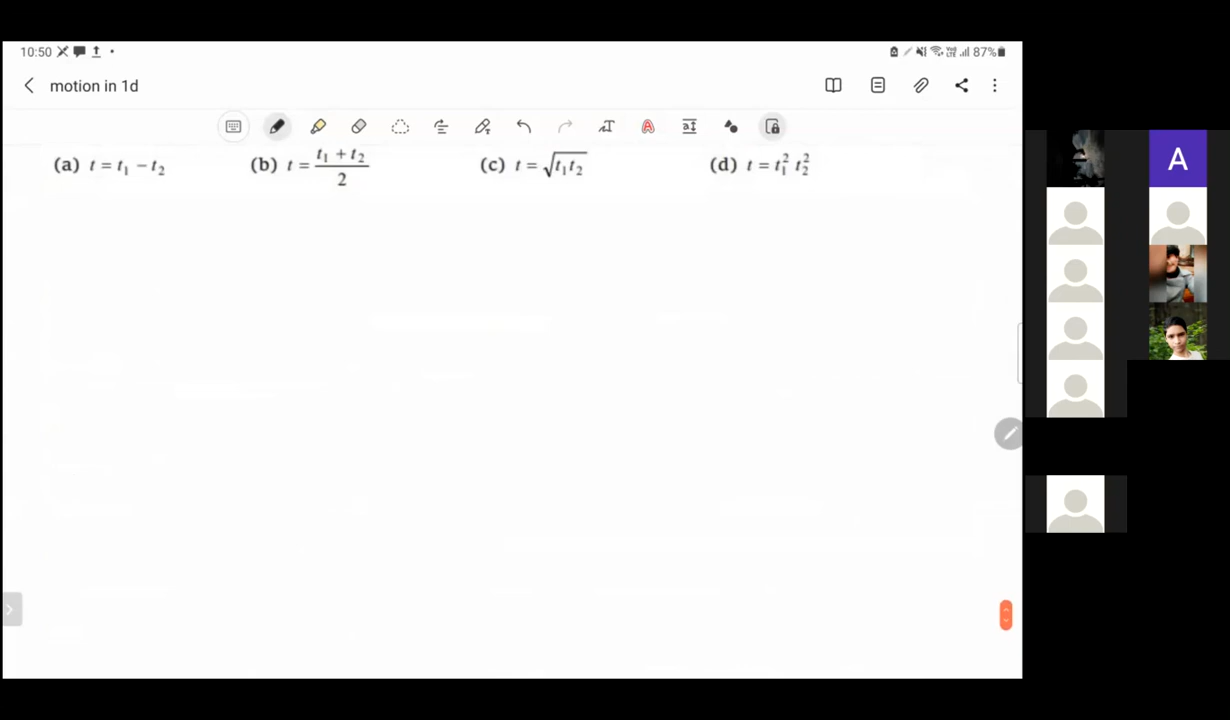 10:50 87%
motion in 1d
(a) t = t₁ − t₂ (b) t = (t₁ + t₂)/2 (c) t = √(t₁t₂) (d) t = t₁² t₂²
A